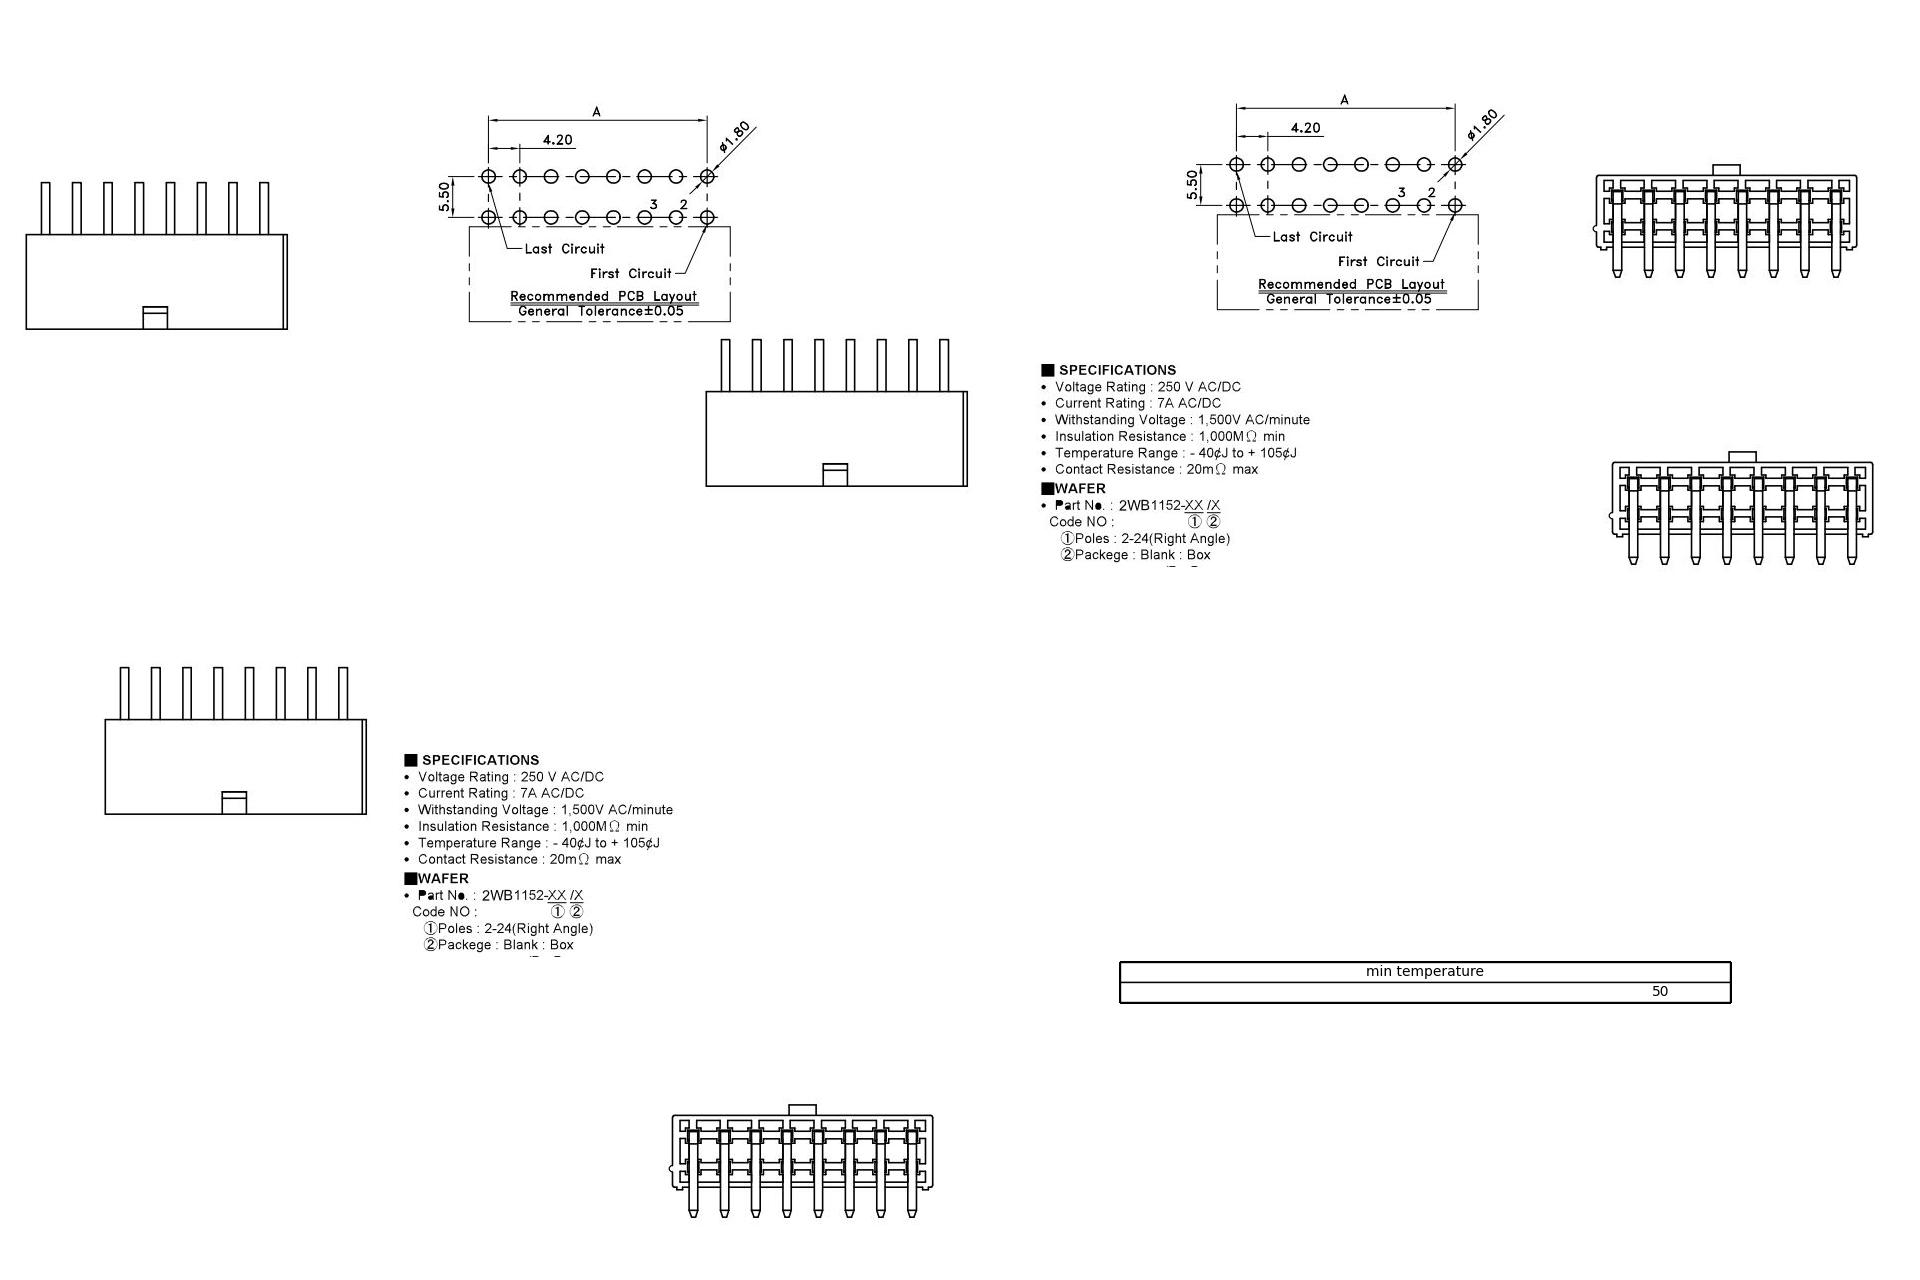 A
4.20
ø1.80
5.50
3 2
Last Circuit
First Circuit
Recommended PCB Layout
General Tolerance±0.05
A
4.20
ø1.80
5.50
3 2
Last Circuit
First Circuit
Recommended PCB Layout
General Tolerance±0.05
■ SPECIFICATIONS
• Voltage Rating : 250 V AC/DC
• Current Rating : 7A AC/DC
• Withstanding Voltage : 1,500V AC/minute
• Insulation Resistance : 1,000MΩ min
• Temperature Range : - 40¢J to + 105¢J
• Contact Resistance : 20mΩ max
■WAFER
• Part No. : 2WB1152-XX /X
Code NO : ① ②
①Poles : 2-24(Right Angle)
②Packege : Blank : Box
■ SPECIFICATIONS
• Voltage Rating : 250 V AC/DC
• Current Rating : 7A AC/DC
• Withstanding Voltage : 1,500V AC/minute
• Insulation Resistance : 1,000MΩ min
• Temperature Range : - 40¢J to + 105¢J
• Contact Resistance : 20mΩ max
■WAFER
• Part No. : 2WB1152-XX /X
Code NO : ① ②
①Poles : 2-24(Right Angle)
②Packege : Blank : Box
min temperature
50